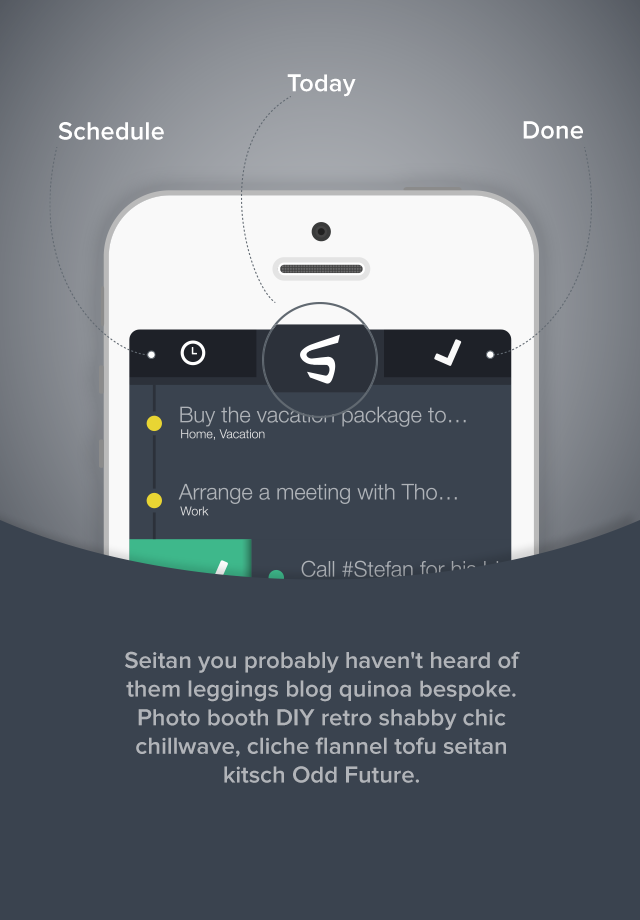 Today
Schedule
Done
Buy the vacation package to...
Home, Vacation
Arrange a meeting with Tho...
Work
Call #Stefan for his
Seitan you probably haven't heard of
them leggings blog quinoa bespoke.
Photo booth DIY retro shabby chic
chillwave, cliche flannel tofu seitan
kitsch Odd Future.